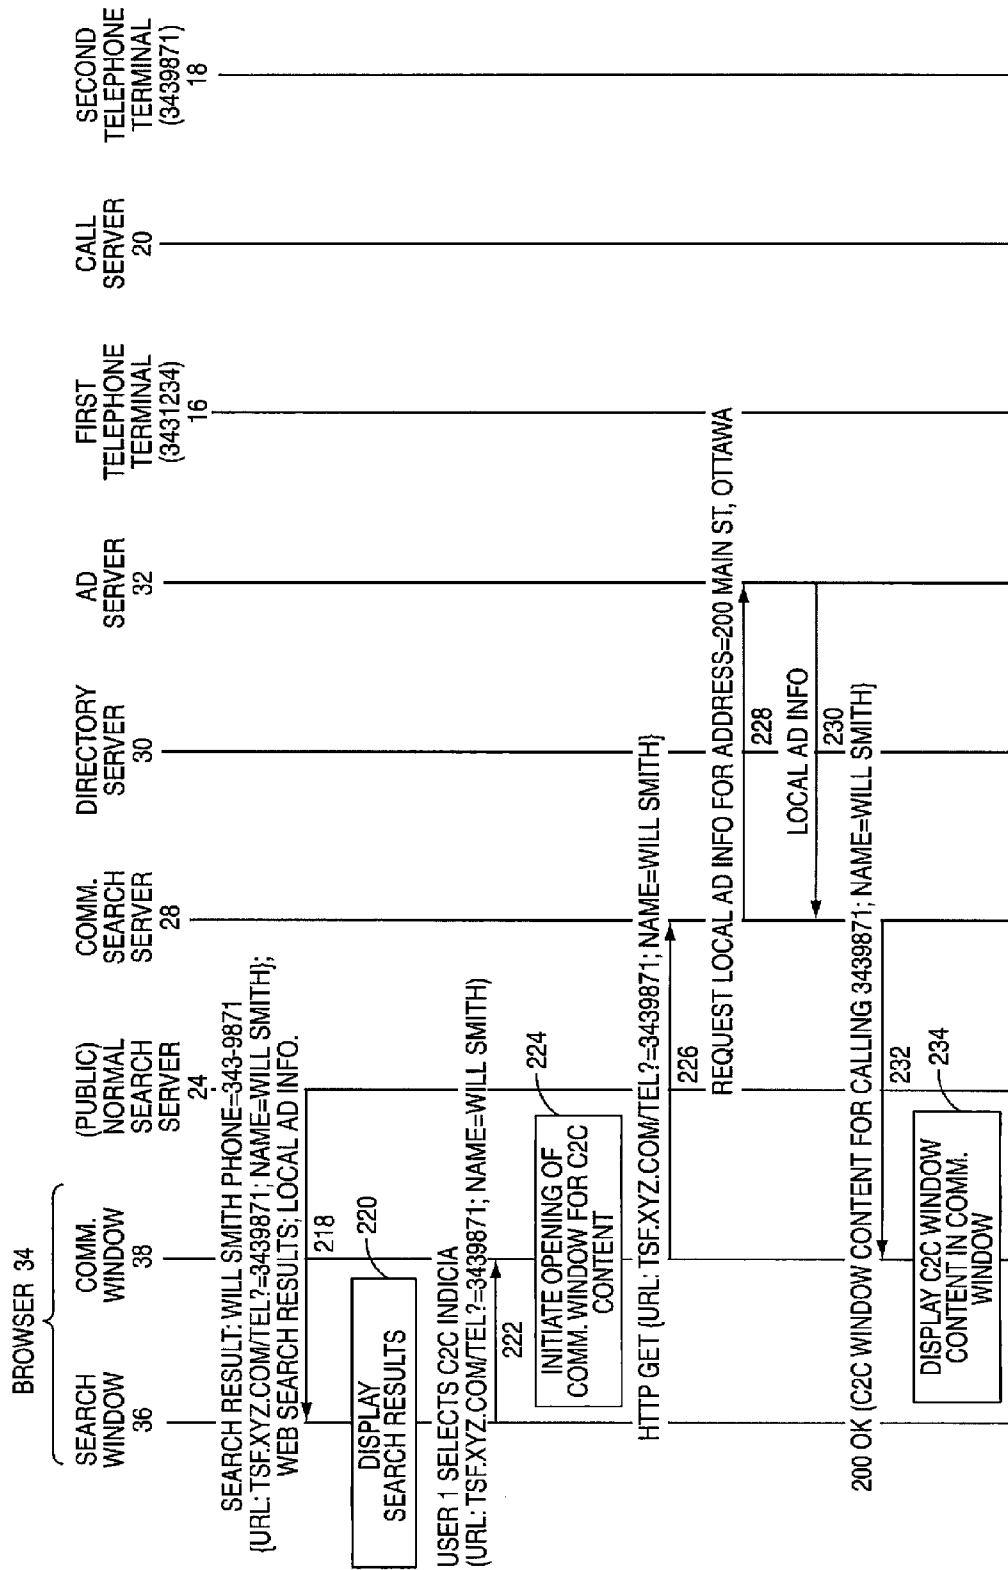 BROWSER 34
SEARCH
WINDOW
36
COMM.
WINDOW
38
(PUBLIC)
NORMAL
SEARCH
SERVER
24
COMM.
SEARCH
SERVER
28
DIRECTORY
SERVER
30
AD
SERVER
32
FIRST
TELEPHONE
TERMINAL
(3431234)
16
CALL
SERVER
20
SECOND
TELEPHONE
TERMINAL
(3439871)
18
SEARCH RESULT: WILL SMITH PHONE=343-9871
{URL: TSF.XYZ.COM/TEL?=3439871; NAME=WILL SMITH};
WEB SEARCH RESULTS; LOCAL AD INFO.
218
220
DISPLAY
SEARCH RESULTS
USER 1 SELECTS C2C INDICIA
(URL: TSF.XYZ.COM/TEL?=3439871; NAME=WILL SMITH)
222
224
INITIATE OPENING OF
COMM. WINDOW FOR C2C
CONTENT
HTTP GET {URL: TSF.XYZ.COM/TEL?=3439871; NAME=WILL SMITH}
226
REQUEST LOCAL AD INFO FOR ADDRESS=200 MAIN ST, OTTAWA
228
LOCAL AD INFO
230
200 OK (C2C WINDOW CONTENT FOR CALLING 3439871; NAME=WILL SMITH}
232
234
DISPLAY C2C WINDOW
CONTENT IN COMM.
WINDOW